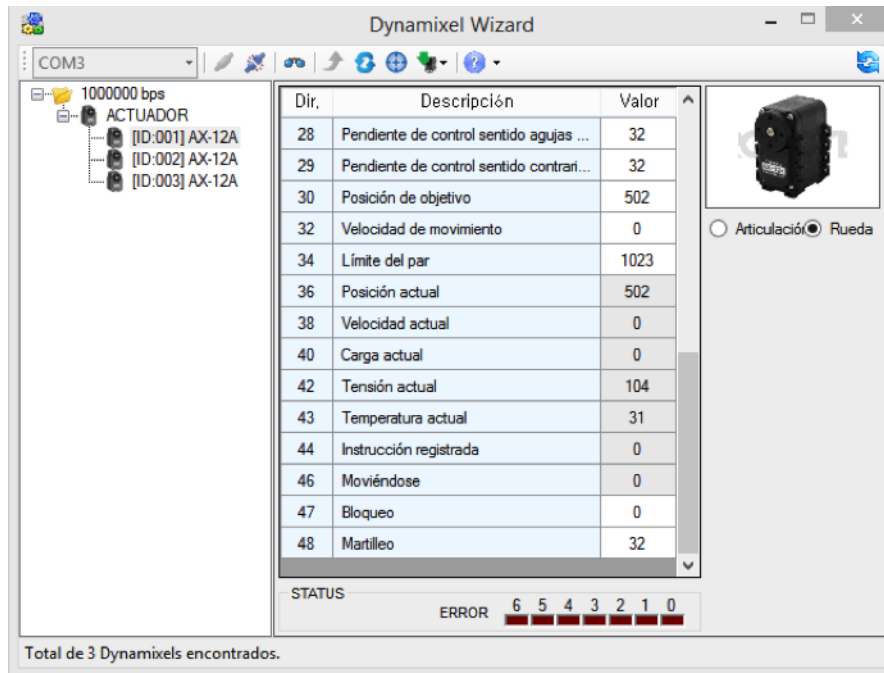 Dynamixel Wizard
COM3
1000000 bps
ACTUADOR
[ID:001] AX-12A
[ID:002] AX-12A
[ID:003] AX-12A
Dir. Descripción Valor
28 Pendiente de control sentido agujas ... 32
29 Pendiente de control sentido contrari... 32
30 Posición de objetivo 502
32 Velocidad de movimiento 0
34 Límite del par 1023
36 Posición actual 502
38 Velocidad actual 0
40 Carga actual 0
42 Tensión actual 104
43 Temperatura actual 31
44 Instrucción registrada 0
46 Moviéndose 0
47 Bloqueo 0
48 Martilleo 32
Articulació Rueda
STATUS
ERROR 6 5 4 3 2 1 0
Total de 3 Dynamixels encontrados.